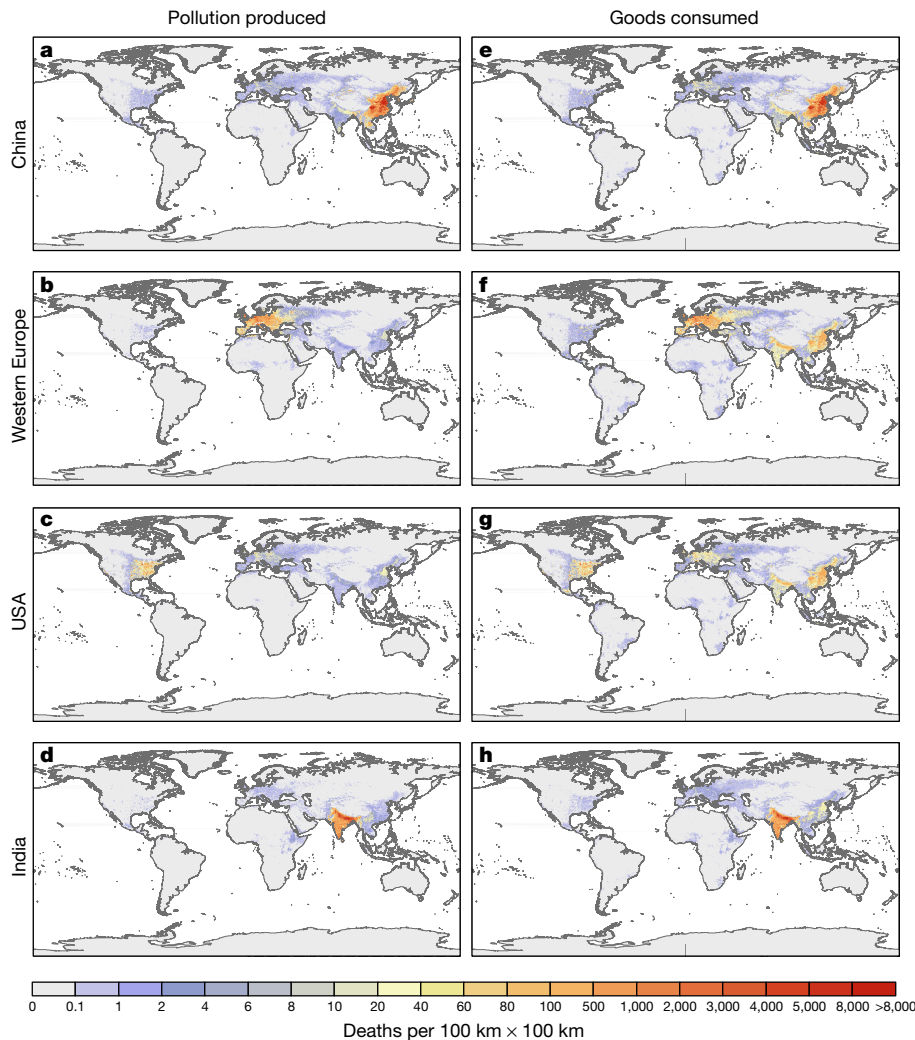 Pollution produced
Goods consumed
a
e
China
b
f
Western Europe
c
g
USA
d
h
India
0 0.1 1 2 4 6 8 10 20 40 60 80 100 500 1,000 2,000 3,000 4,000 5,000 8,000 >8,000
Deaths per 100 km × 100 km